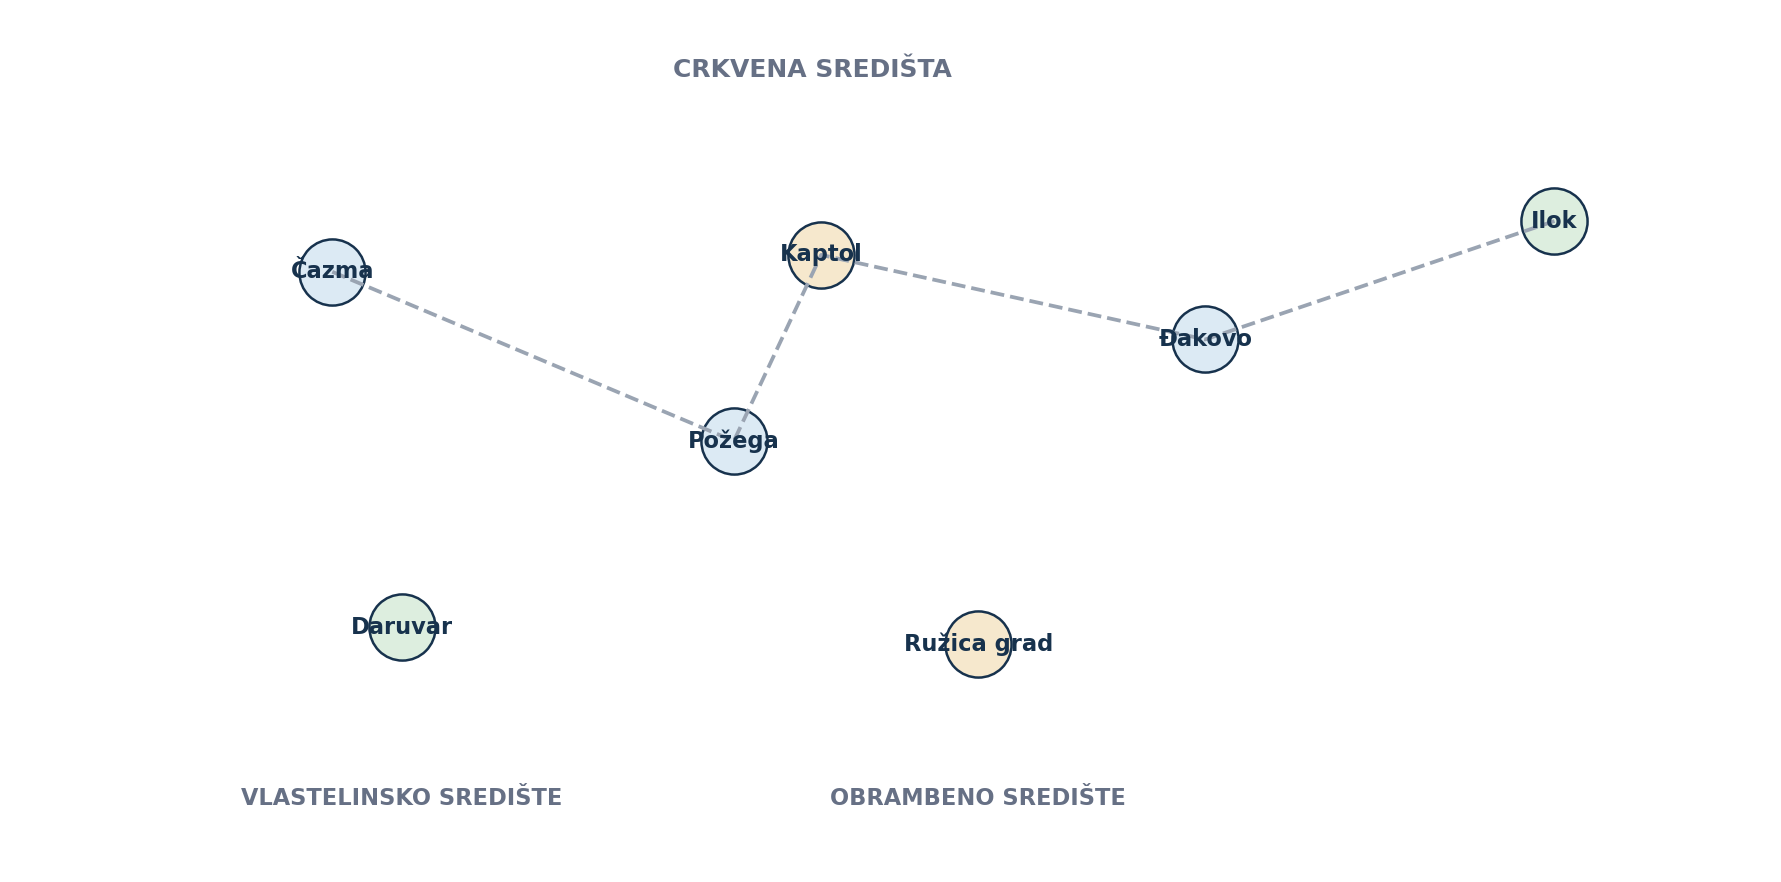 CRKVENA SREDIŠTA
Čazma
Kaptol
Ilok
Đakovo
Požega
Daruvar
Ružica grad
VLASTELINSKO SREDIŠTE
OBRAMBENO SREDIŠTE